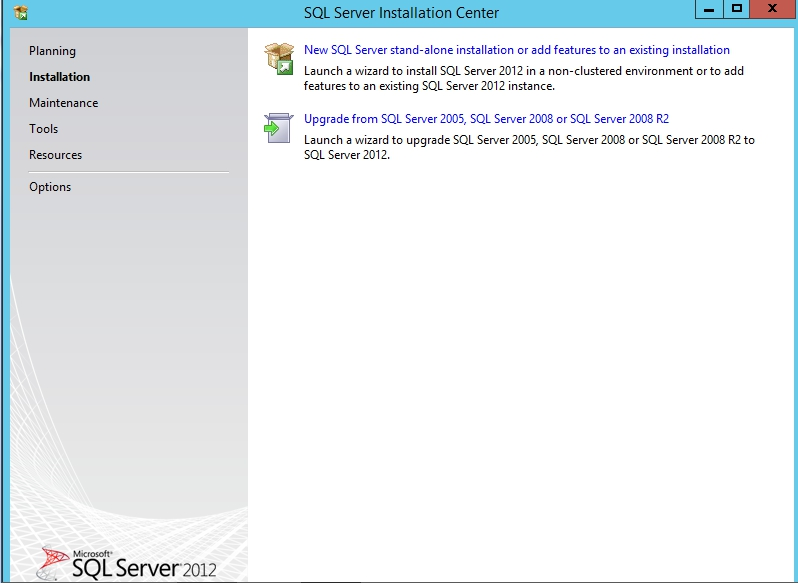 SQL Server Installation Center
Planning
Installation
Maintenance
Tools
Resources
Options
New SQL Server stand-alone installation or add features to an existing installation
Launch a wizard to install SQL Server 2012 in a non-clustered environment or to add
features to an existing SQL Server 2012 instance.
Upgrade from SQL Server 2005, SQL Server 2008 or SQL Server 2008 R2
Launch a wizard to upgrade SQL Server 2005, SQL Server 2008 or SQL Server 2008 R2 to
SQL Server 2012.
Microsoft®
SQL Server® 2012